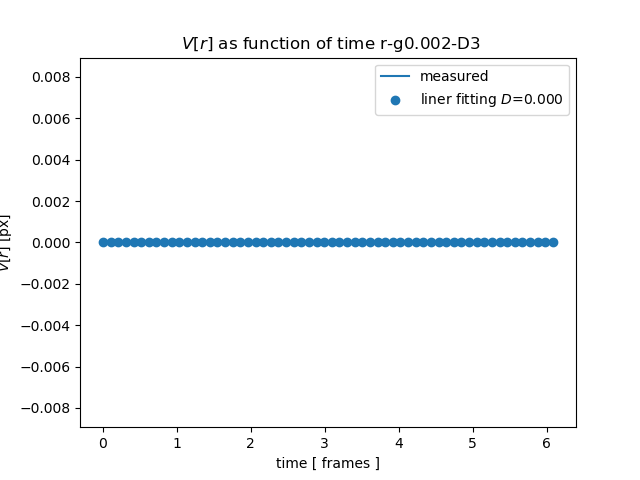 V[r] as function of time r-g0.002-D3
measured
liner fitting D=0.000
0.008
0.006
0.004
0.002
0.000
−0.002
−0.004
−0.006
−0.008
V[r] [px]
0 1 2 3 4 5 6
time [ frames ]